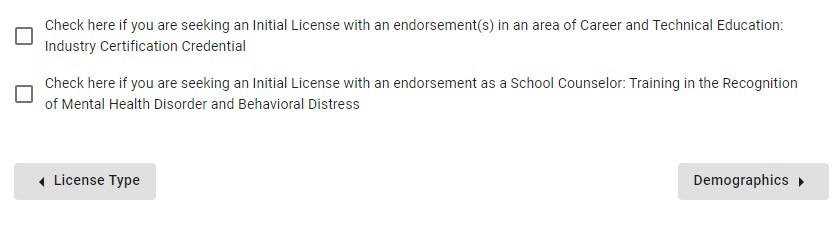 Check here if you are seeking an Initial License with an endorsement(s) in an area of Career and Technical Education:
Industry Certification Credential
Check here if you are seeking an Initial License with an endorsement as a School Counselor: Training in the Recognition
of Mental Health Disorder and Behavioral Distress
License Type
Demographics